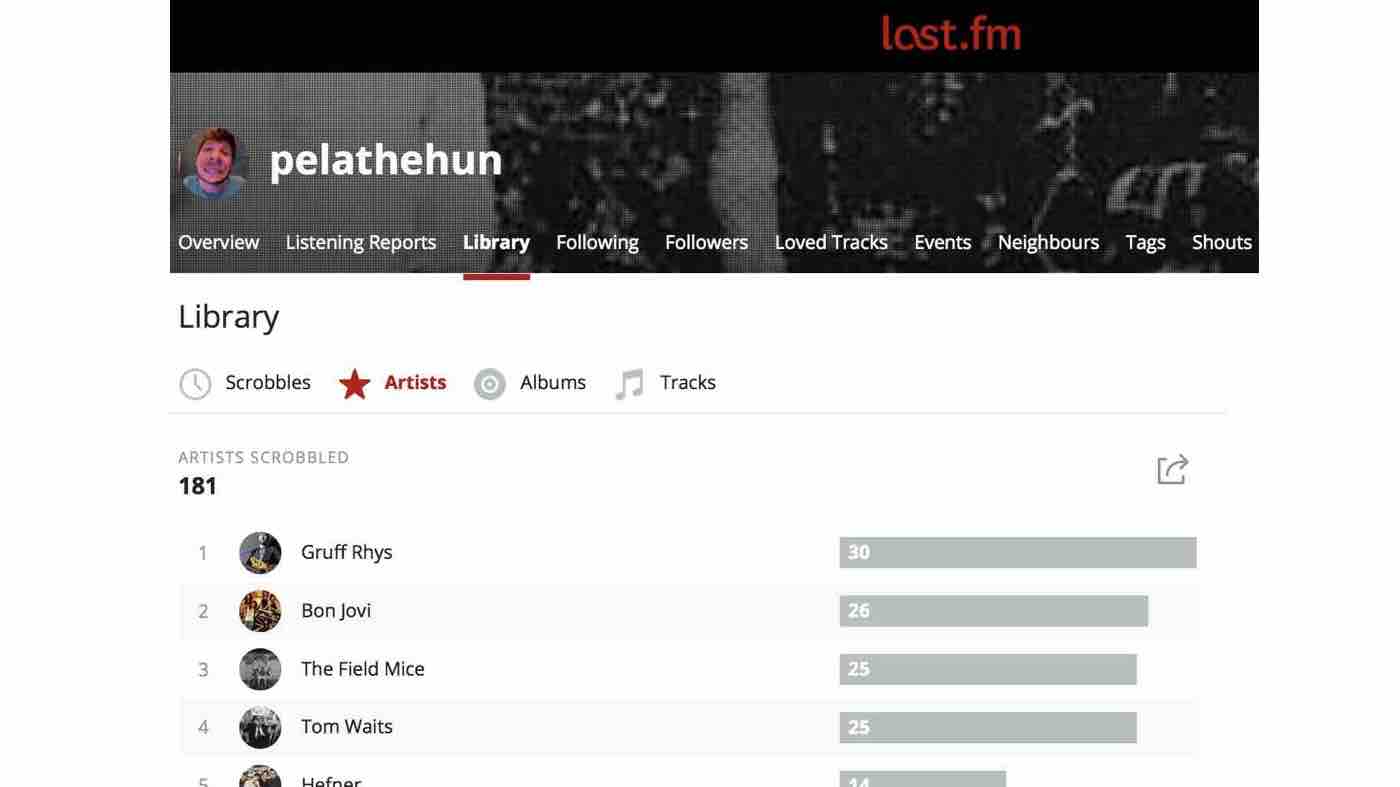 last.fm
pelathehun
Overview Listening Reports Library Following Followers Loved Tracks Events Neighbours Tags Shouts
Library
Scrobbles Artists Albums Tracks
ARTISTS SCROBBLED
181
1 Gruff Rhys 30
2 Bon Jovi 26
3 The Field Mice 25
4 Tom Waits 25
5 Hefner 14